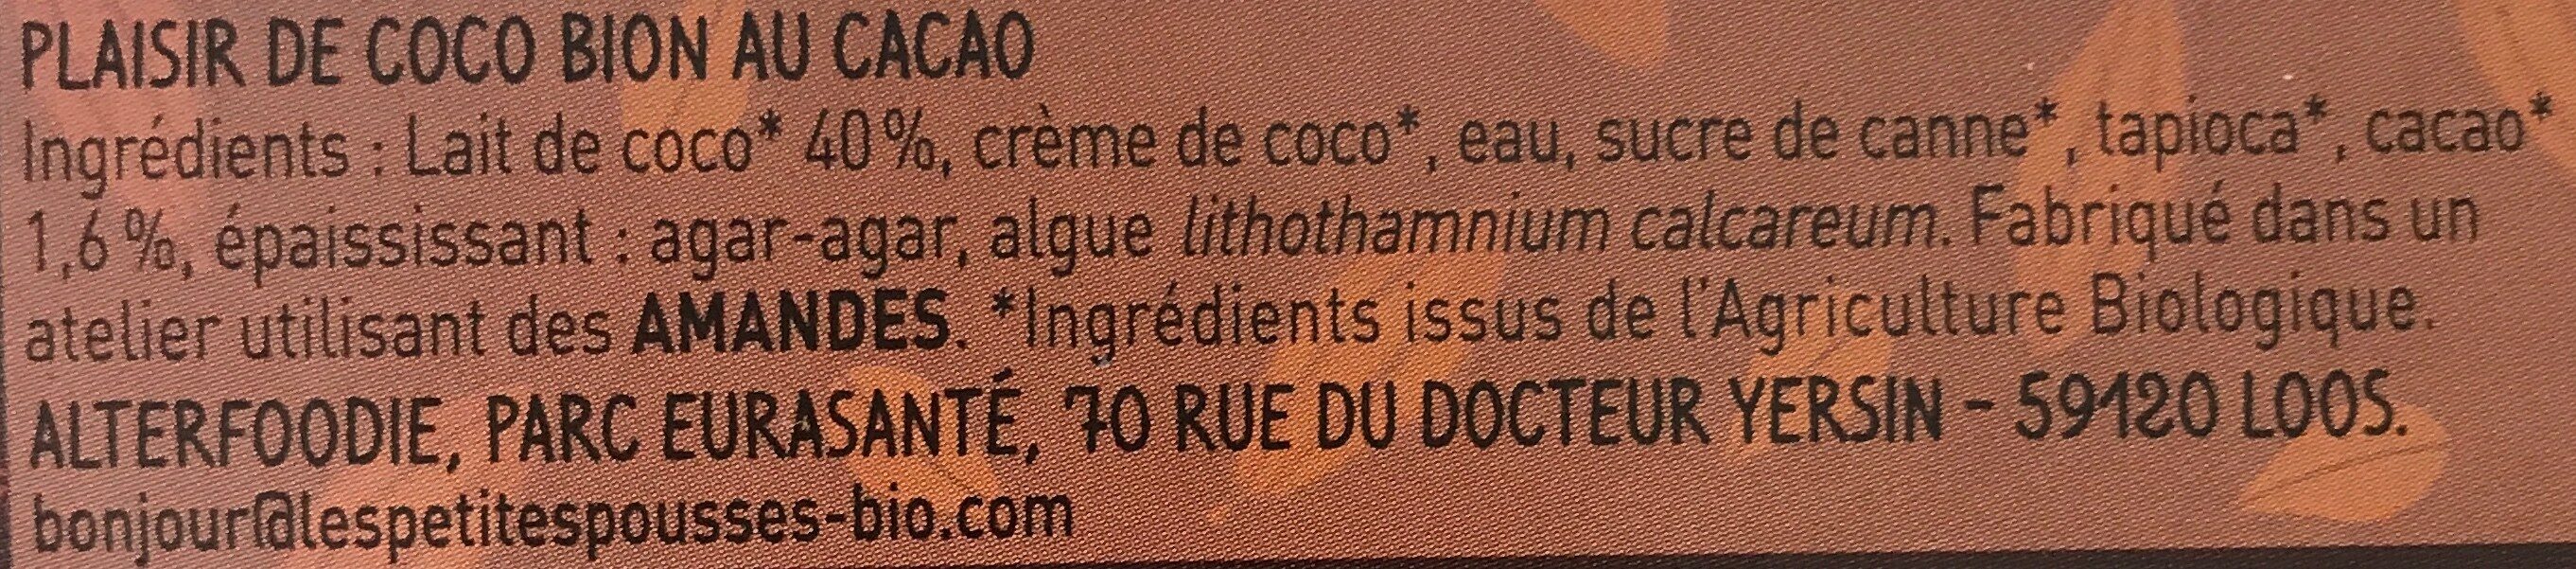 PLAISIR DE COCO BION AU CACAO
Ingrédients : Lait de coco* 40 %, crème de coco*, eau, sucre de canne*, tapioca*, cacao*
1,6 %, épaississant : agar-agar, algue lithothamnium calcareum. Fabriqué dans un
atelier utilisant des AMANDES. *Ingrédients issus de l'Agriculture Biologique.
ALTERFOODIE, PARC EURASANTÉ, 70 RUE DU DOCTEUR YERSIN - 59120 LOOS.
bonjour@lespetitespousses-bio.com